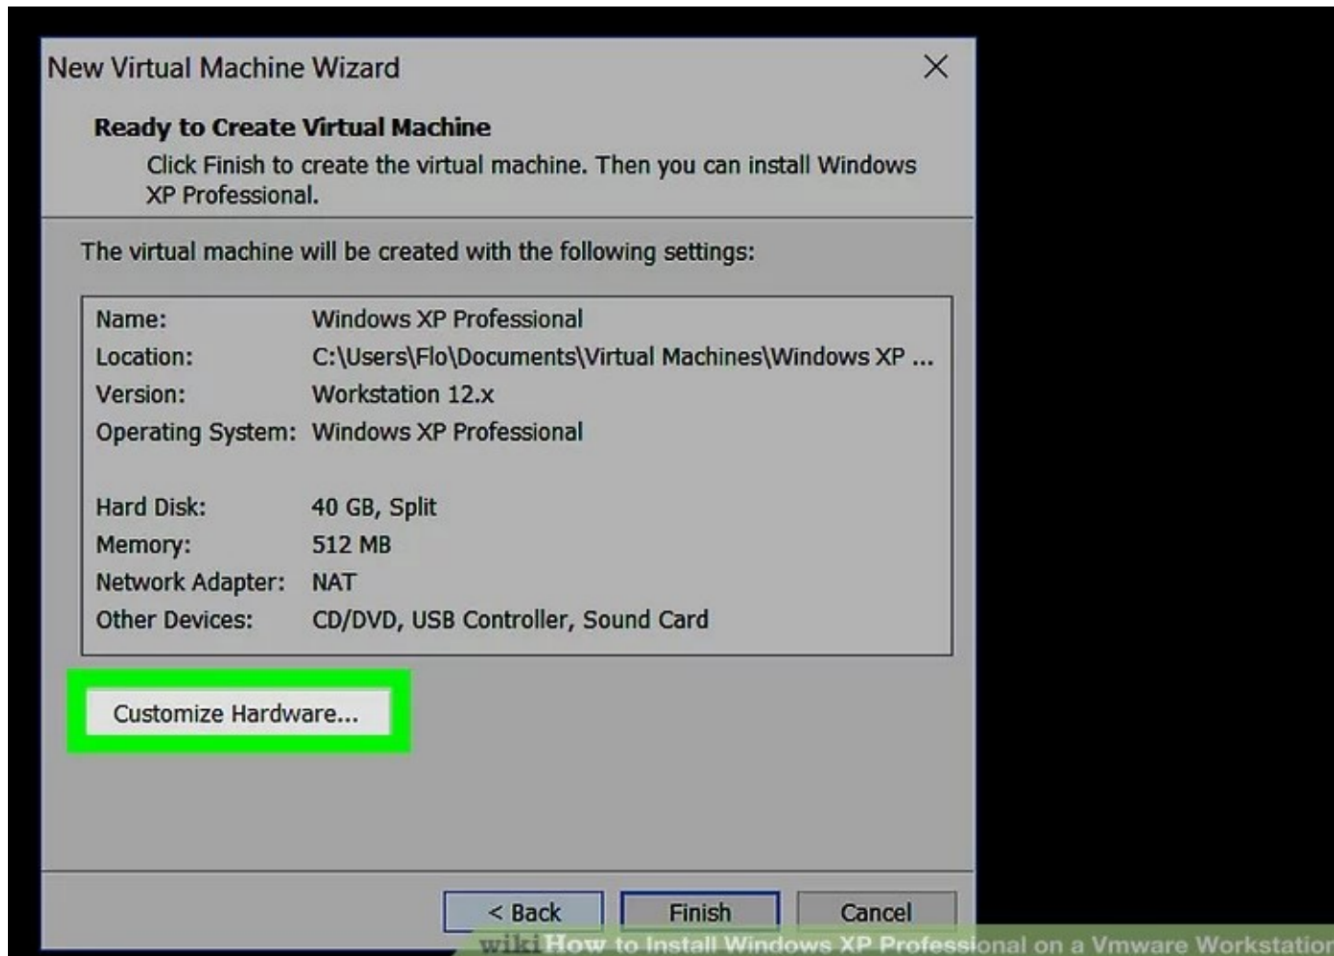 New Virtual Machine Wizard
Ready to Create Virtual Machine
Click Finish to create the virtual machine. Then you can install Windows
XP Professional.
The virtual machine will be created with the following settings:
Name: Windows XP Professional
Location: C:\Users\Flo\Documents\Virtual Machines\Windows XP ...
Version: Workstation 12.x
Operating System: Windows XP Professional
Hard Disk: 40 GB, Split
Memory: 512 MB
Network Adapter: NAT
Other Devices: CD/DVD, USB Controller, Sound Card
Customize Hardware...
< Back Finish Cancel
wikiHow to Install Windows XP Professional on a Vmware Workstation